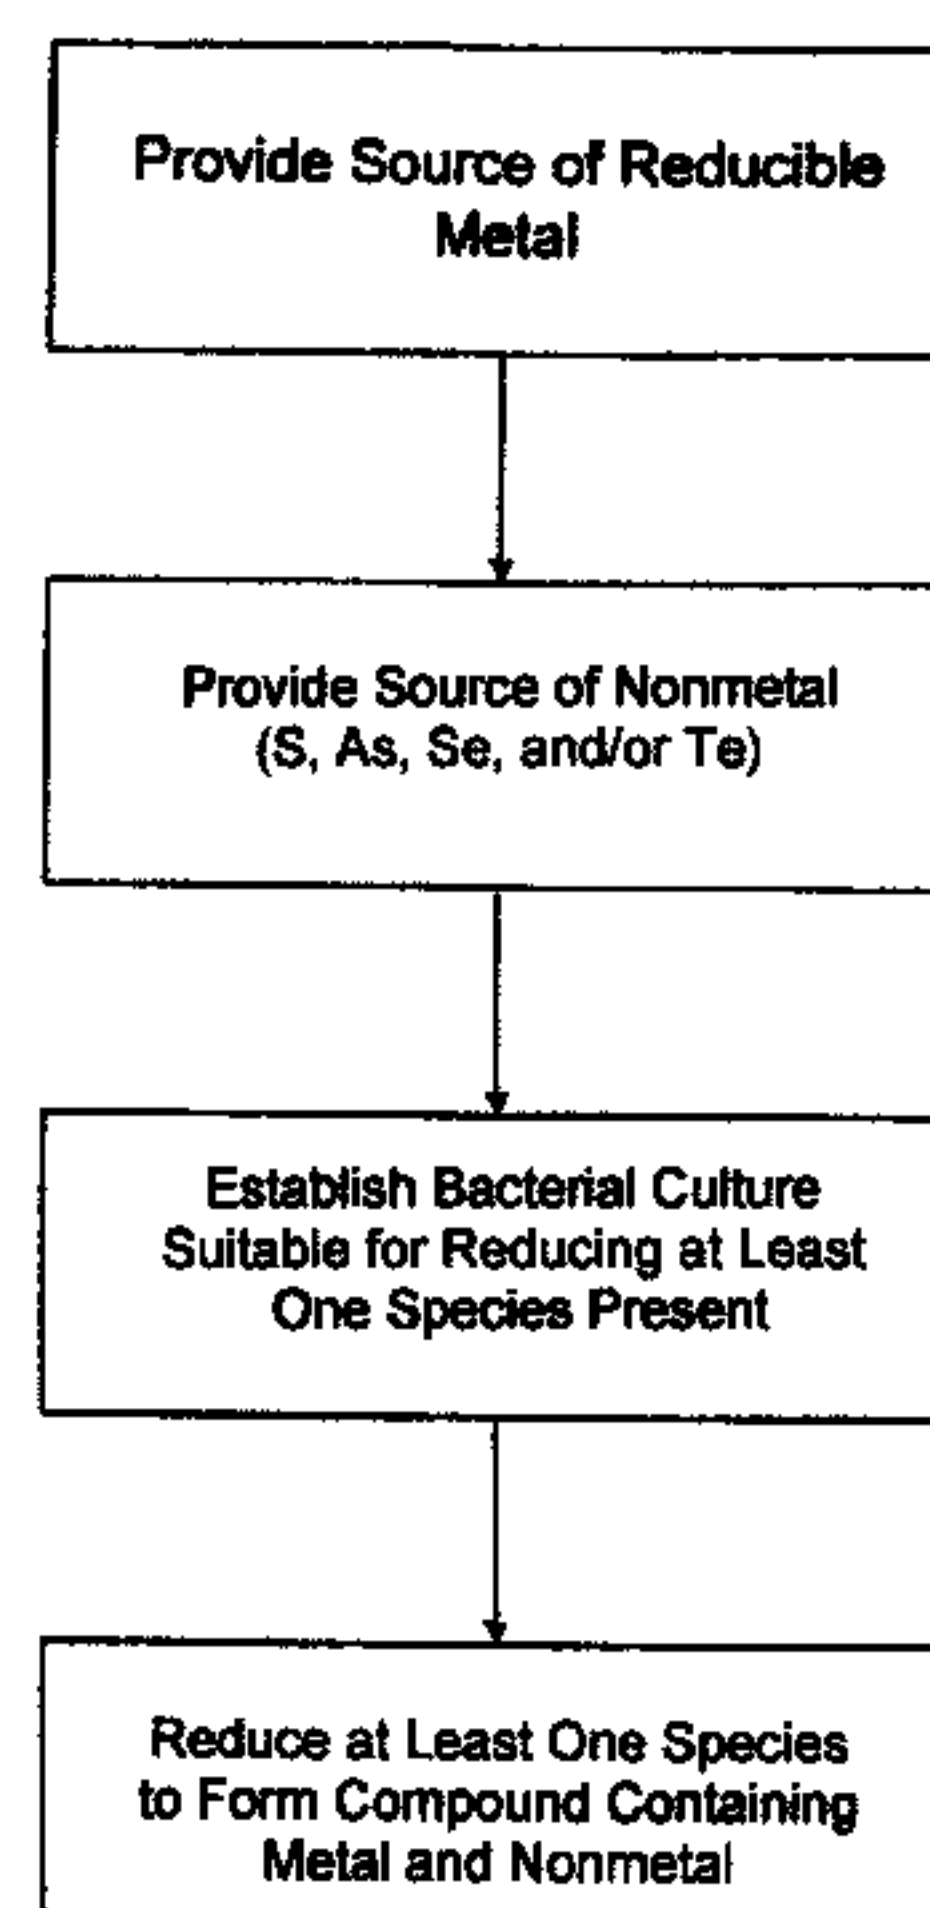 Provide Source of Reducible
Metal
Provide Source of Nonmetal
(S, As, Se, and/or Te)
Establish Bacterial Culture
Suitable for Reducing at Least
One Species Present
Reduce at Least One Species
to Form Compound Containing
Metal and Nonmetal